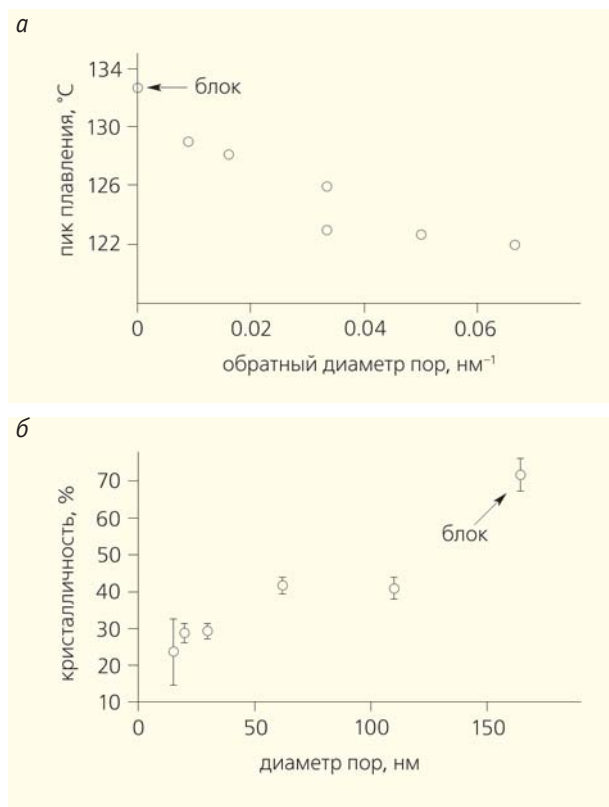 а
134
130
126
122
пик плавления, °C
блок
0
0.02
0.04
0.06
обратный диаметр пор, нм⁻¹
б
70
60
50
40
30
20
10
кристалличность, %
блок
0
50
100
150
диаметр пор, нм